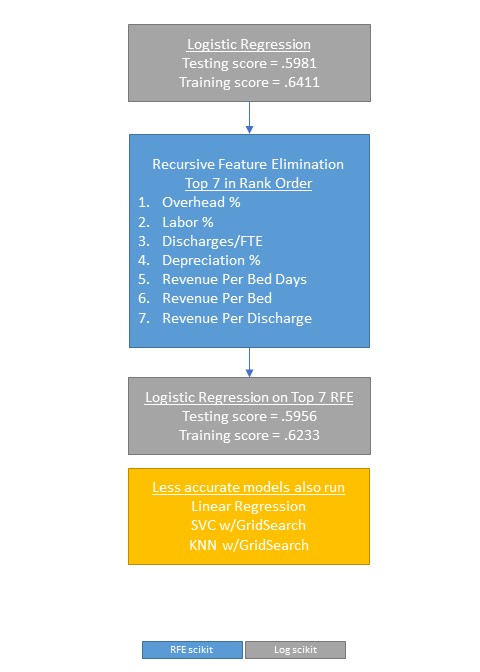 Logistic Regression
Testing score = .5981
Training score = .6411
Recursive Feature Elimination
Top 7 in Rank Order
1. Overhead %
2. Labor %
3. Discharges/FTE
4. Depreciation %
5. Revenue Per Bed Days
6. Revenue Per Bed
7. Revenue Per Discharge
Logistic Regression on Top 7 RFE
Testing score = .5956
Training score = .6233
Less accurate models also run
Linear Regression
SVC w/GridSearch
KNN w/GridSearch
RFE scikit
Log scikit